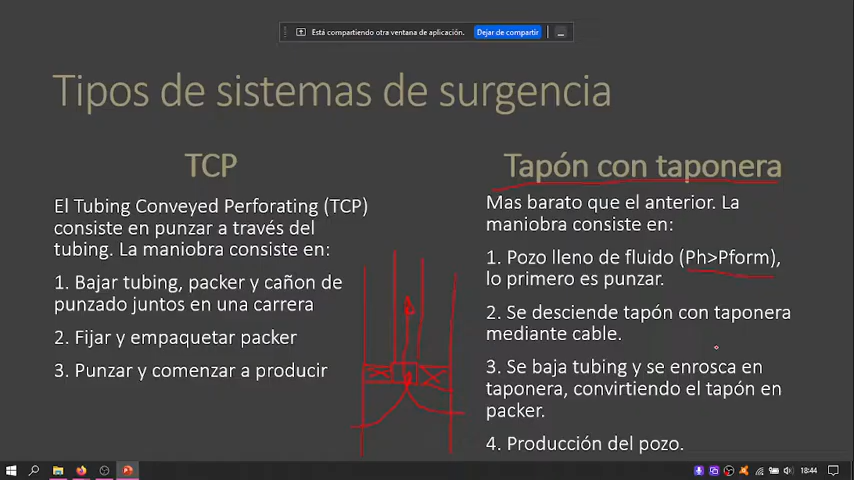 Está compartiendo otra ventana de aplicación. Dejar de compartir
Tipos de sistemas de surgencia
TCP
El Tubing Conveyed Perforating (TCP)
consiste en punzar a través del
tubing. La maniobra consiste en:
1. Bajar tubing, packer y cañon de
punzado juntos en una carrera
2. Fijar y empaquetar packer
3. Punzar y comenzar a producir
Tapón con taponera
Mas barato que el anterior. La
maniobra consiste en:
1. Pozo lleno de fluido (Ph>Pform),
lo primero es punzar.
2. Se desciende tapón con taponera
mediante cable.
3. Se baja tubing y se enrosca en
taponera, convirtiendo el tapón en
packer.
4. Producción del pozo.
18:44